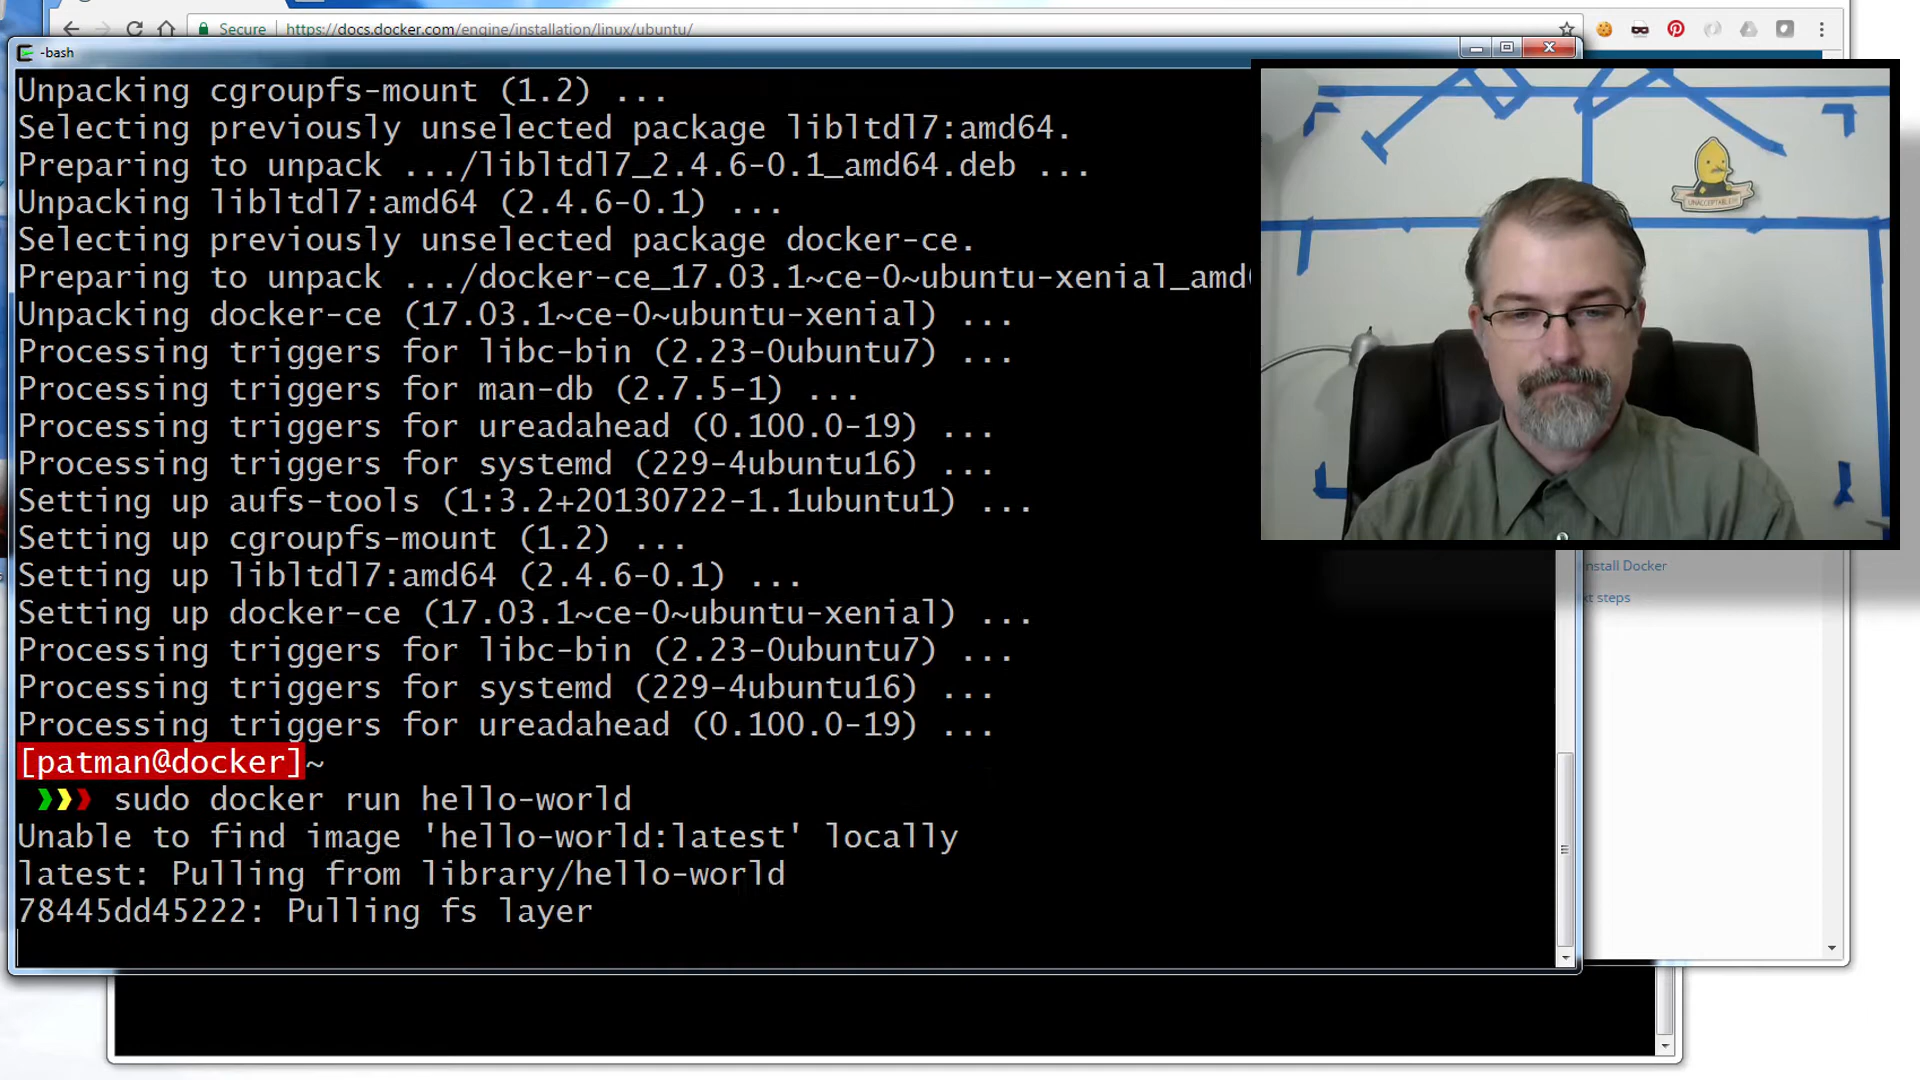 Secure
https://docs.docker.com/engine/installation/linux/ubuntu/
-bash
Unpacking cgroupfs-mount (1.2) ...
Selecting previously unselected package libltdl7:amd64.
Preparing to unpack .../libltdl7_2.4.6-0.1_amd64.deb ...
Unpacking libltdl7:amd64 (2.4.6-0.1) ...
Selecting previously unselected package docker-ce.
Preparing to unpack .../docker-ce_17.03.1~ce-0~ubuntu-xenial_amd
Unpacking docker-ce (17.03.1~ce-0~ubuntu-xenial) ...
Processing triggers for libc-bin (2.23-0ubuntu7) ...
Processing triggers for man-db (2.7.5-1) ...
Processing triggers for ureadahead (0.100.0-19) ...
Processing triggers for systemd (229-4ubuntu16) ...
Setting up aufs-tools (1:3.2+20130722-1.1ubuntu1) ...
Setting up cgroupfs-mount (1.2) ...
Setting up libltdl7:amd64 (2.4.6-0.1) ...
Setting up docker-ce (17.03.1~ce-0~ubuntu-xenial) ...
Processing triggers for libc-bin (2.23-0ubuntu7) ...
Processing triggers for systemd (229-4ubuntu16) ...
Processing triggers for ureadahead (0.100.0-19) ...
[patman@docker]~
❯❯❯ sudo docker run hello-world
Unable to find image 'hello-world:latest' locally
latest: Pulling from library/hello-world
78445dd45222: Pulling fs layer
UNACCEPTABLE!
nstall Docker
xt steps